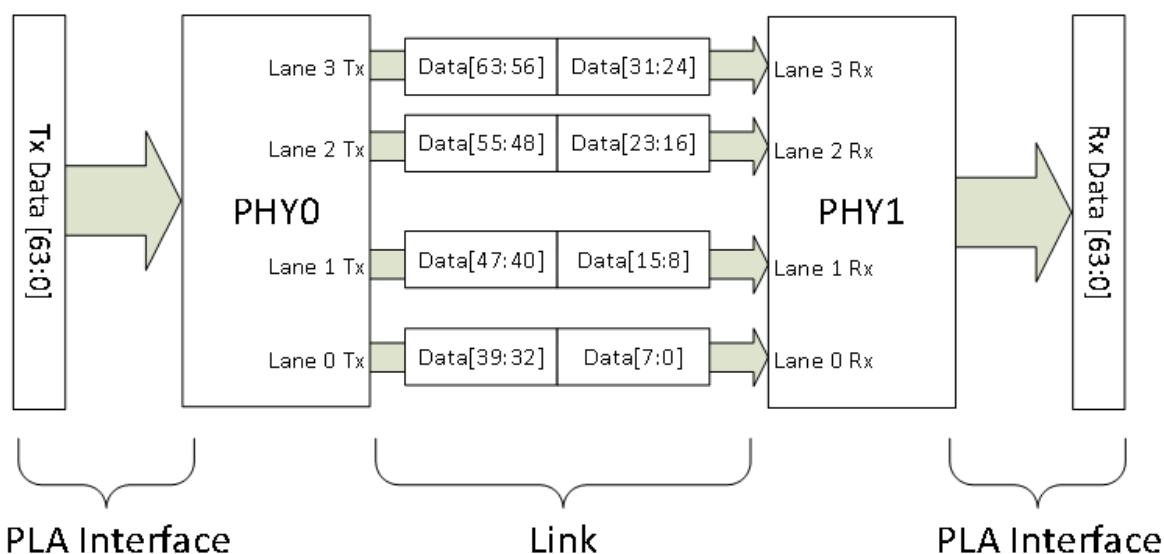 Tx Data [63:0]
PHY0
Lane 3 Tx
Lane 2 Tx
Lane 1 Tx
Lane 0 Tx
Data[63:56] Data[31:24]
Data[55:48] Data[23:16]
Data[47:40] Data[15:8]
Data[39:32] Data[7:0]
Lane 3 Rx
Lane 2 Rx
PHY1
Lane 1 Rx
Lane 0 Rx
Rx Data [63:0]
PLA Interface
Link
PLA Interface